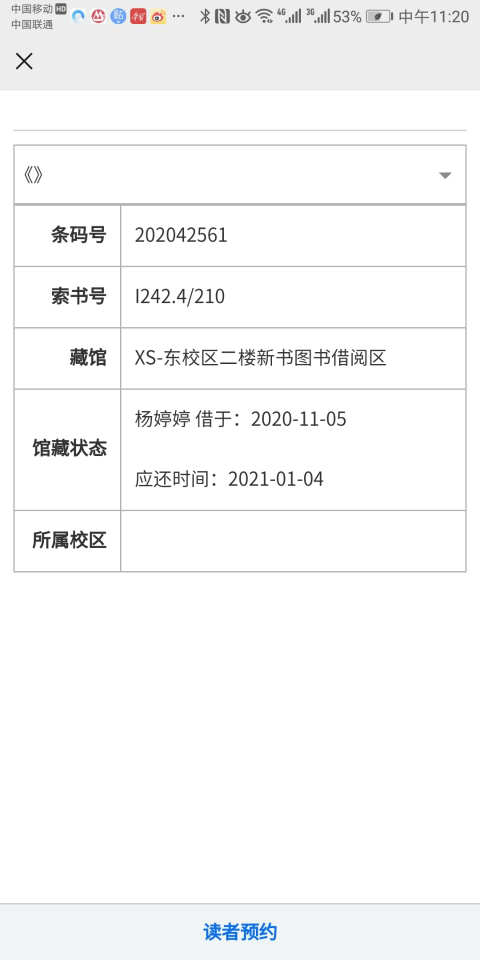 中国移动 HD
中国联通
4G 3G 53% 中午11:20
《》
条码号 202042561
索书号 I242.4/210
藏馆 XS-东校区二楼新书图书借阅区
馆藏状态
杨婷婷 借于：2020-11-05
应还时间：2021-01-04
所属校区
读者预约